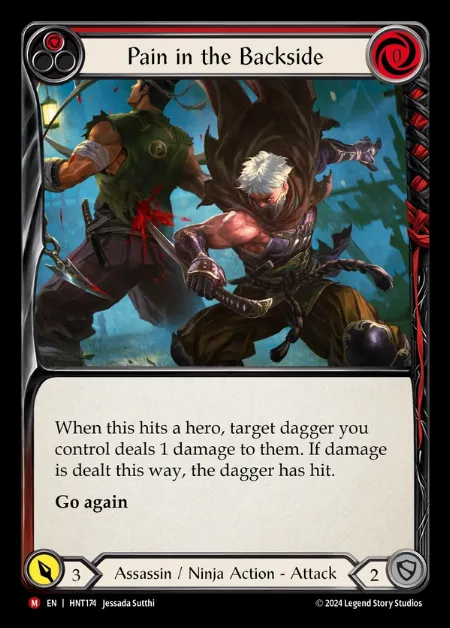 Pain in the Backside
0
When this hits a hero, target dagger you
control deals 1 damage to them. If damage
is dealt this way, the dagger has hit.
Go again
3
Assassin / Ninja Action - Attack
2
M EN | HNT174 Jessada Sutthi
© 2024 Legend Story Studios